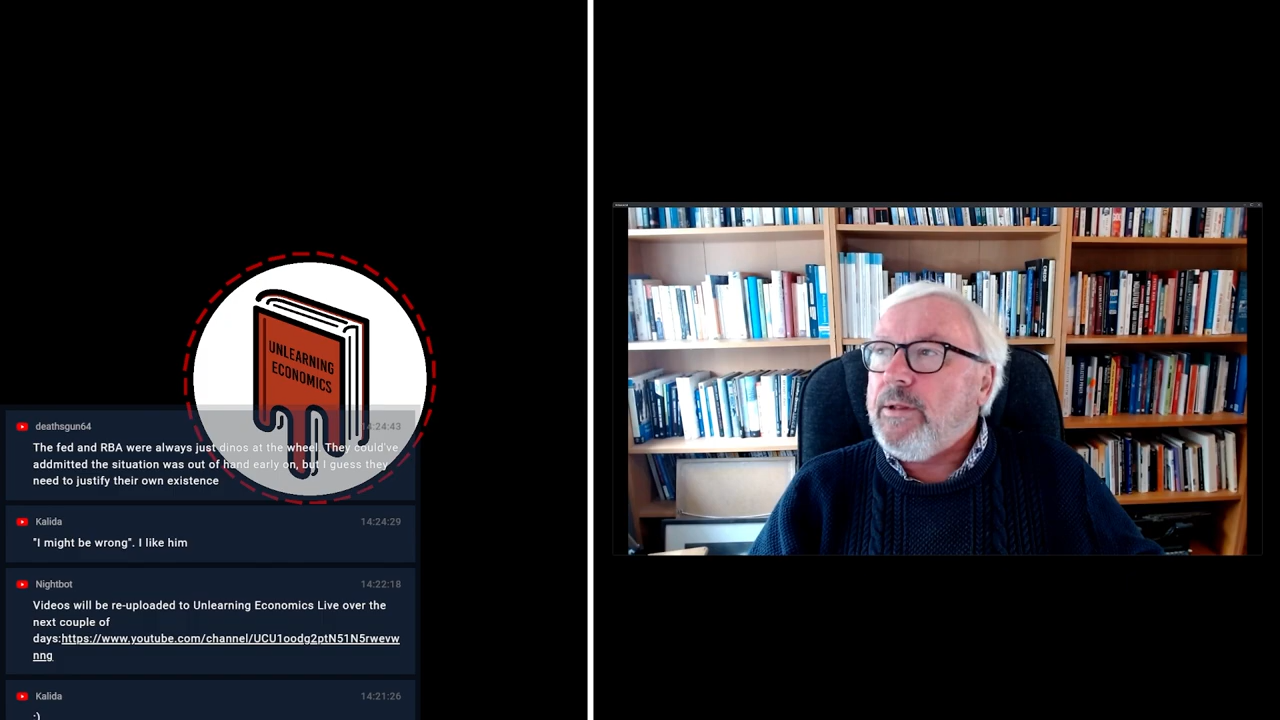 UNLEARNING
ECONOMICS
deathsgun64 14:24:43
The fed and RBA were always just dinos at the wheel. They could've
addmitted the situation was out of hand early on, but I guess they
need to justify their own existence
Kalida 14:24:29
"I might be wrong". I like him
Nightbot 14:22:18
Videos will be re-uploaded to Unlearning Economics Live over the
next couple of
days:https://www.youtube.com/channel/UCU1oodg2ptN51N5rwevw
nng
Kalida 14:21:26
:)